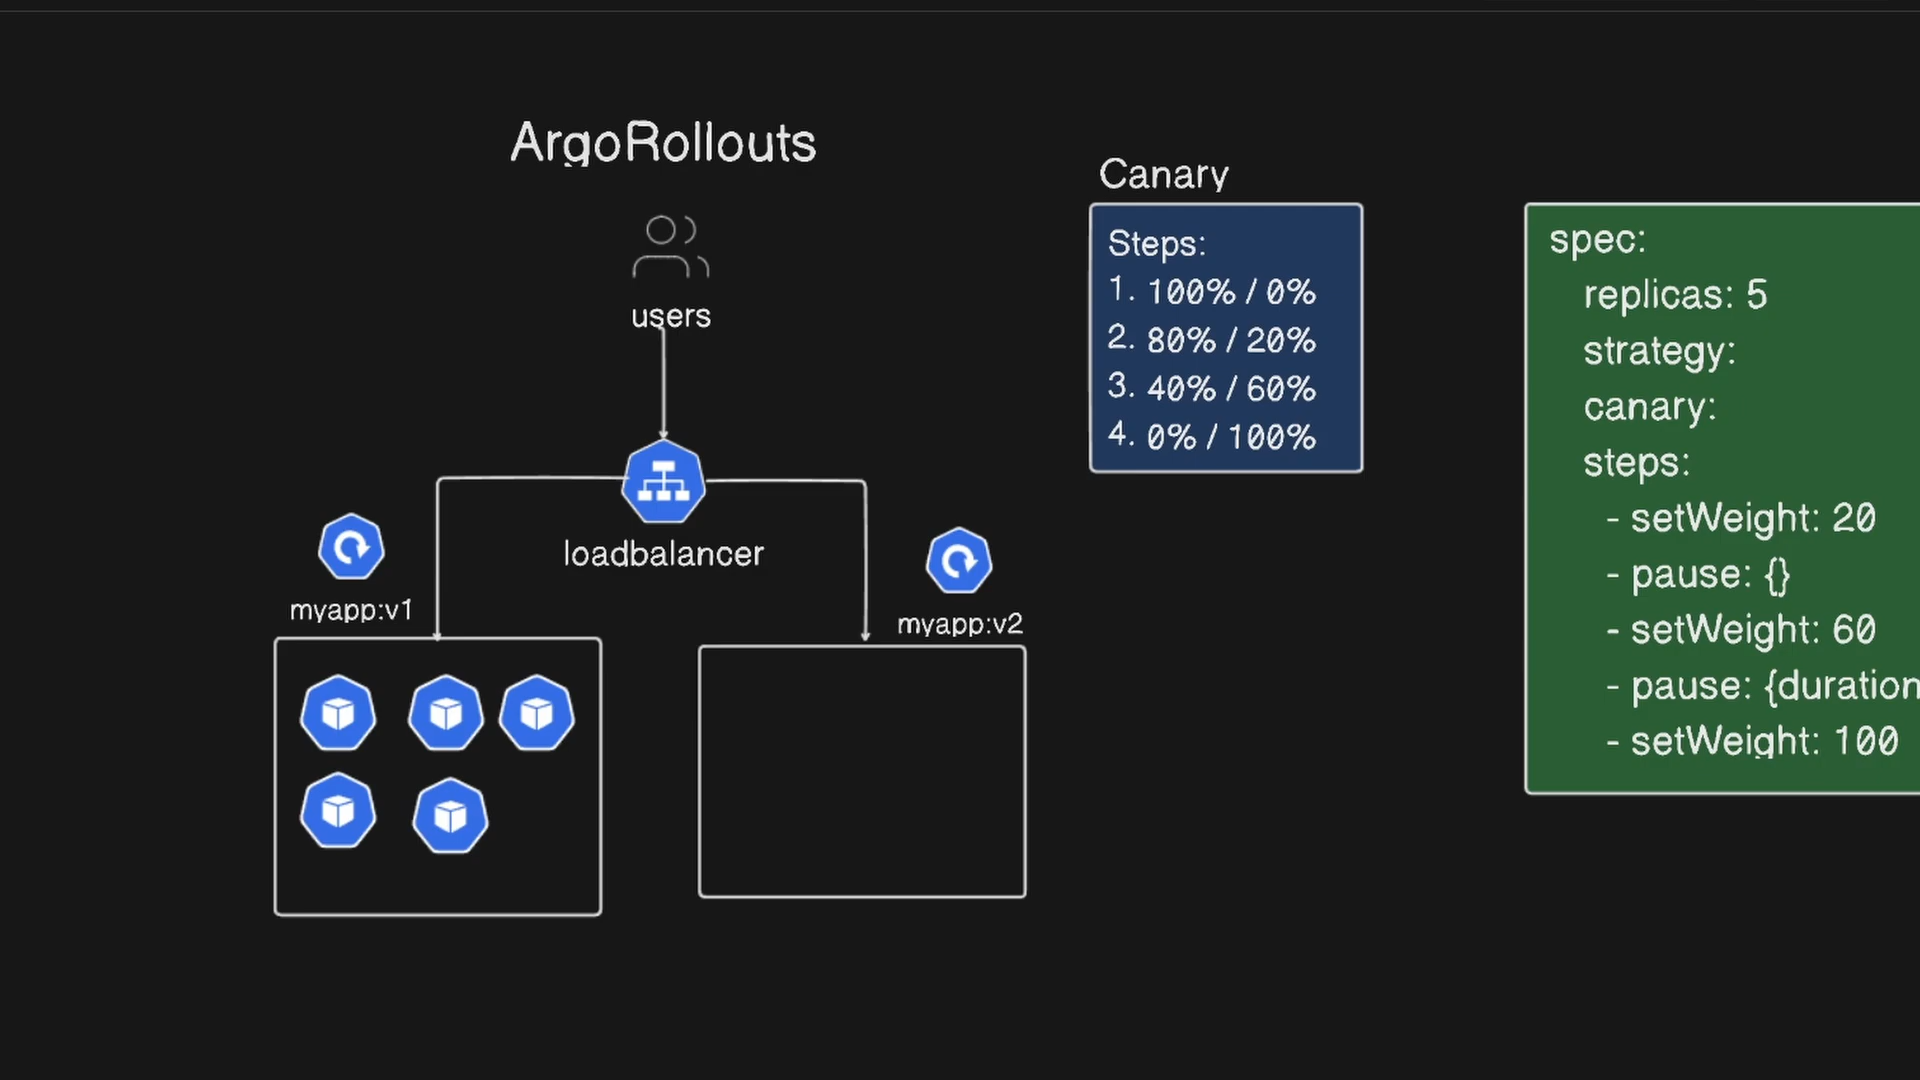 ArgoRollouts
users
loadbalancer
myapp:v1
myapp:v2
Canary
Steps:
1. 100% / 0%
2. 80% / 20%
3. 40% / 60%
4. 0% / 100%
spec:
replicas: 5
strategy:
canary:
steps:
- setWeight: 20
- pause: {}
- setWeight: 60
- pause: {duration
- setWeight: 100